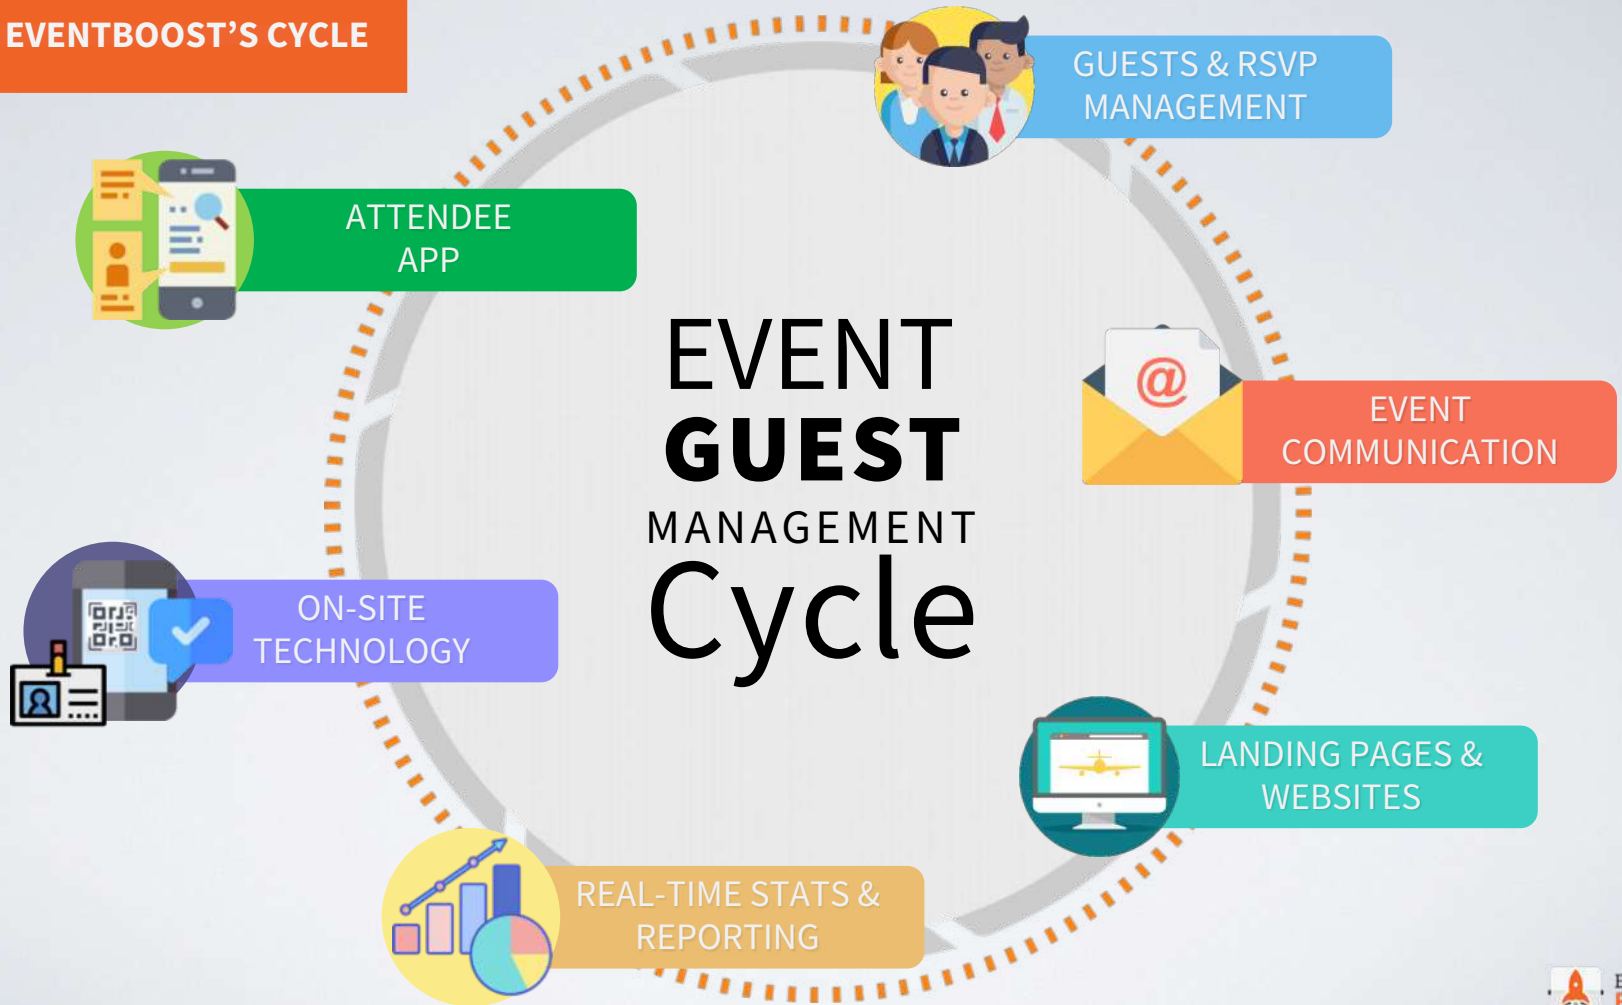 EVENTBOOST’S CYCLE
GUESTS & RSVP
MANAGEMENT
ATTENDEE
APP
EVENT
GUEST
MANAGEMENT
Cycle
EVENT
COMMUNICATION
ON-SITE
TECHNOLOGY
LANDING PAGES &
WEBSITES
REAL-TIME STATS &
REPORTING
@